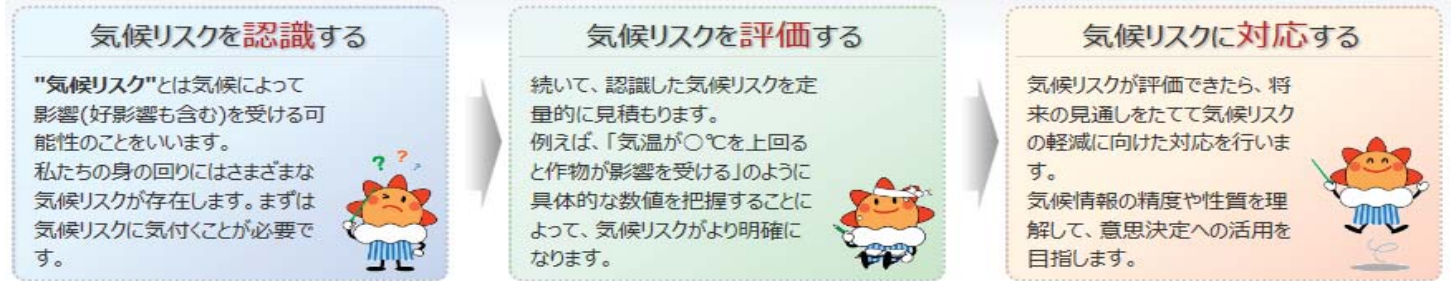 気候リスクを認識する
"気候リスク"とは気候によって
影響(好影響も含む)を受ける可
能性のことをいいます。
私たちの身の回りにはさまざまな
気候リスクが存在します。まずは
気候リスクに気付くことが必要で
す。
? ? ?
気候リスクを評価する
続いて、認識した気候リスクを定
量的に見積もります。
例えば、「気温が○℃を上回る
と作物が影響を受ける」のように
具体的な数値を把握することに
よって、気候リスクがより明確に
なります。
気候リスクに対応する
気候リスクが評価できたら、将
来の見通しをたてて気候リスク
の軽減に向けた対応を行いま
す。
気候情報の精度や性質を理
解して、意思決定への活用を
目指します。